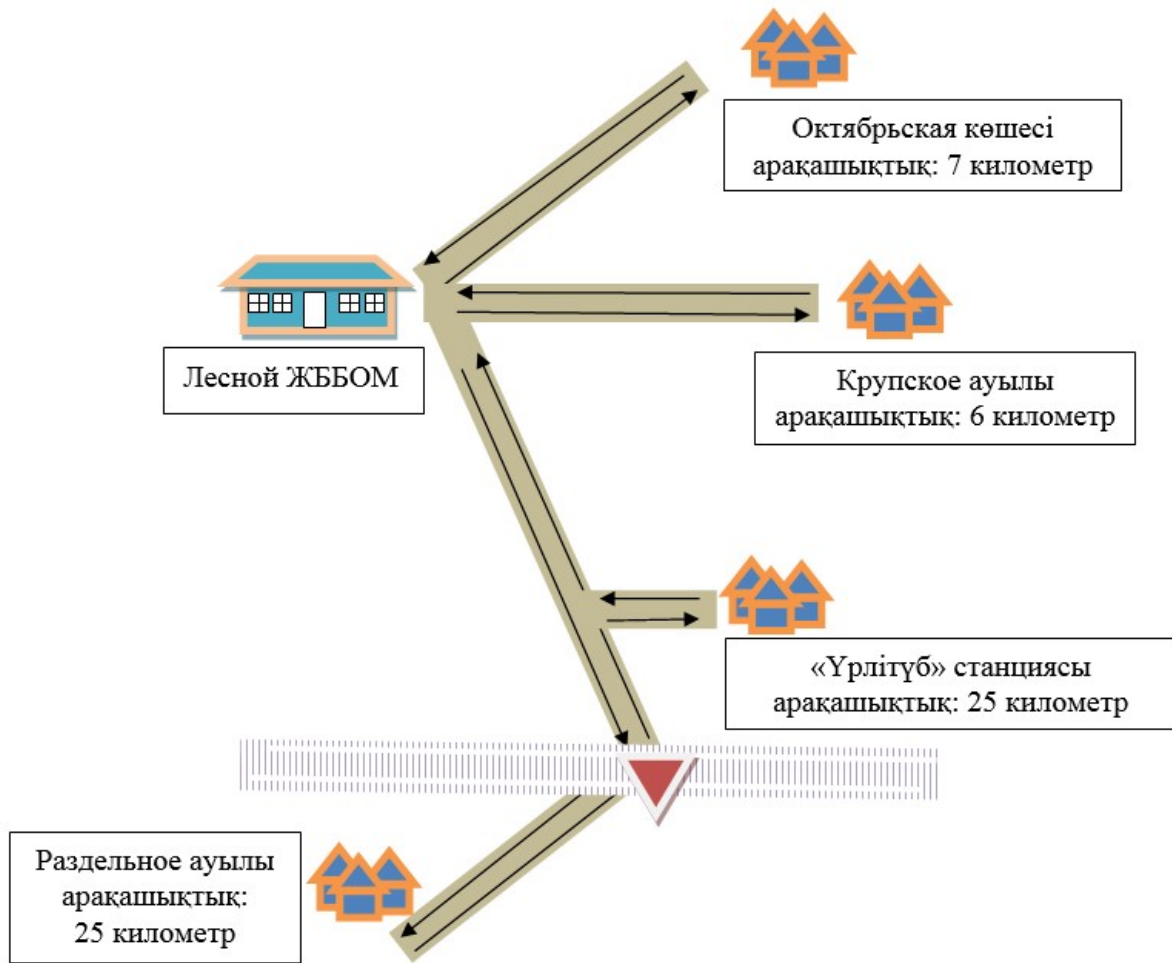 Октябрьская көшесі
арақашықтық: 7 километр
Лесной ЖББОМ
Крупское ауылы
арақашықтық: 6 километр
«Үрлітүб» станциясы
арақашықтық: 25 километр
Раздельное ауылы
арақашықтық:
25 километр